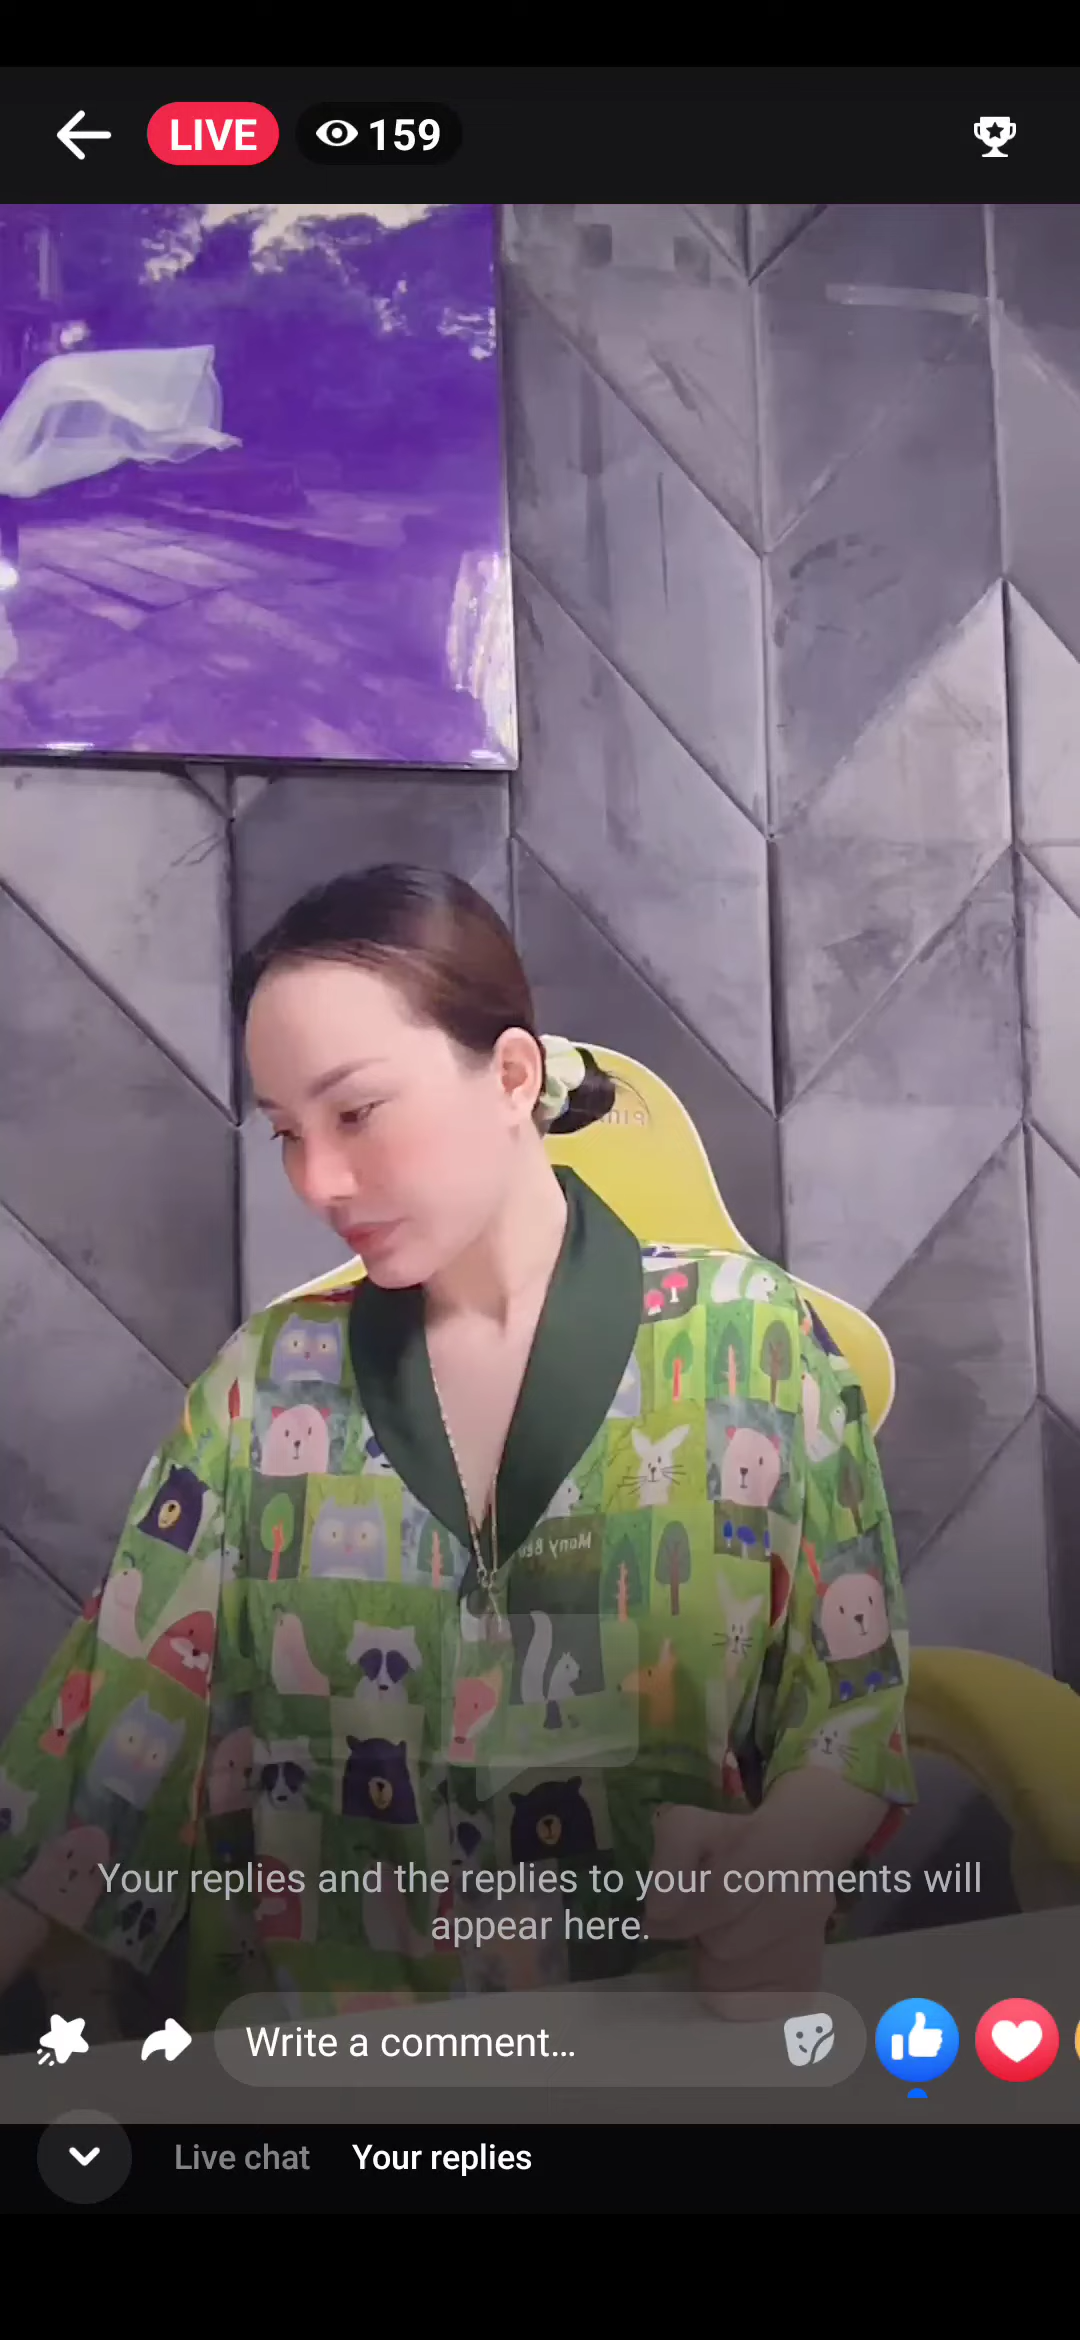 LIVE 159
Your replies and the replies to your comments will
appear here.
Write a comment...
Live chat Your replies